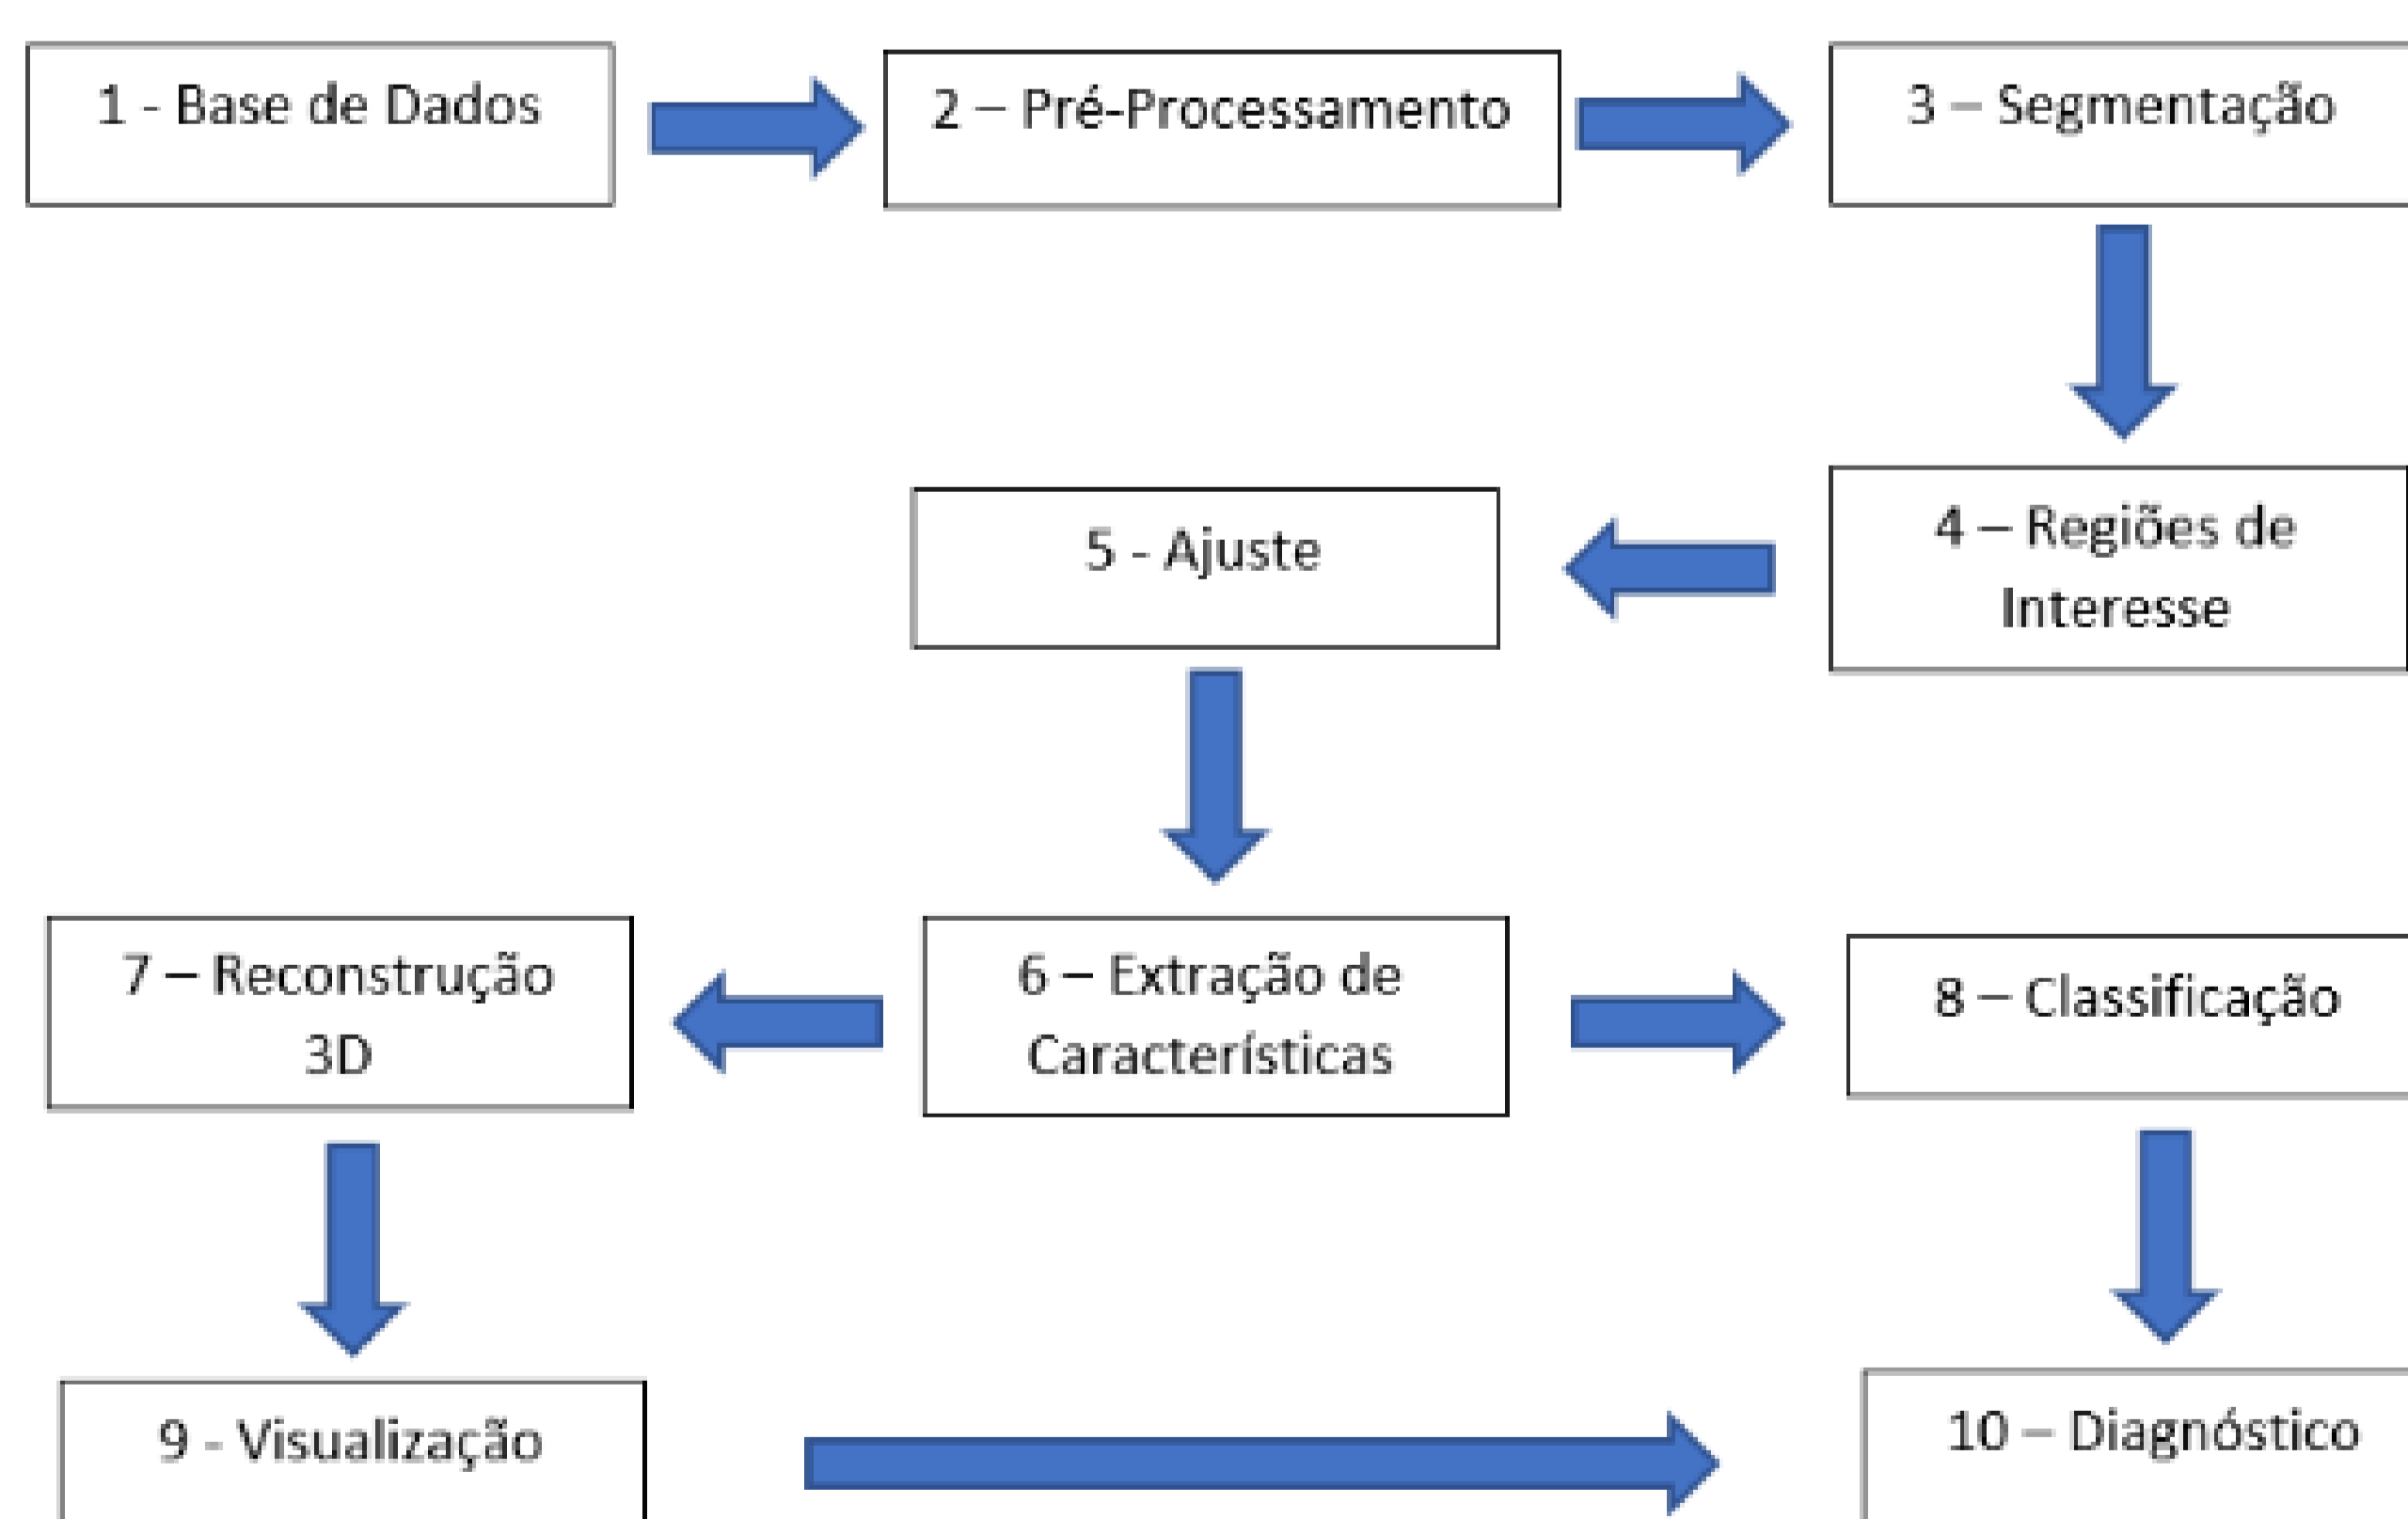 1 - Base de Dados
2 – Pré-Processamento
3 – Segmentação
5 - Ajuste
4 – Regiões de
Interesse
7 – Reconstrução
3D
6 – Extração de
Características
8 – Classificação
9 - Visualização
10 – Diagnóstico